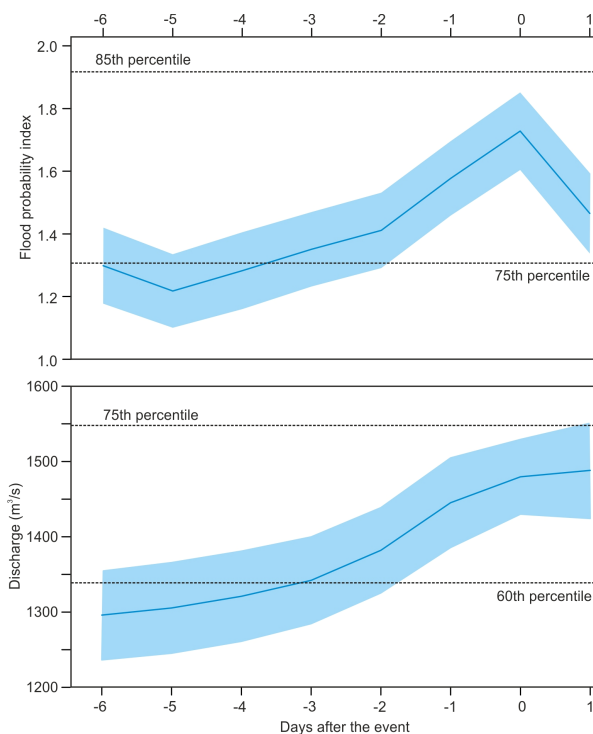 -6 -5 -4 -3 -2 -1 0 1
2.0
85th percentile
1.8
1.6
1.4
1.2
1.0
Flood probability index
75th percentile
1600
75th percentile
1500
1400
1300
1200
Discharge (m³/s)
60th percentile
-6 -5 -4 -3 -2 -1 0 1
Days after the event